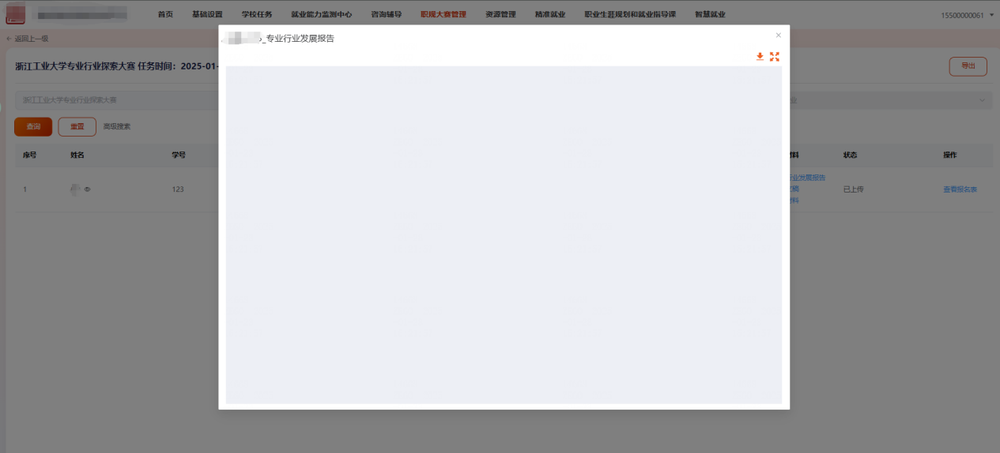 首页 基础设置 学校任务 就业能力监测中心 咨询辅导 职规大赛管理 资源管理 精准就业 职业生涯规划和就业指导课 智慧就业 15500000061
返回上一级
_专业行业发展报告
浙江工业大学专业行业探索大赛 任务时间：2025-01-
导出
浙江工业大学专业行业探索大赛
业
查询 重置 高级搜索
序号 姓名 学号 材料 状态 操作
业发展报告
1 123 文稿 已上传 查看报名表
材料